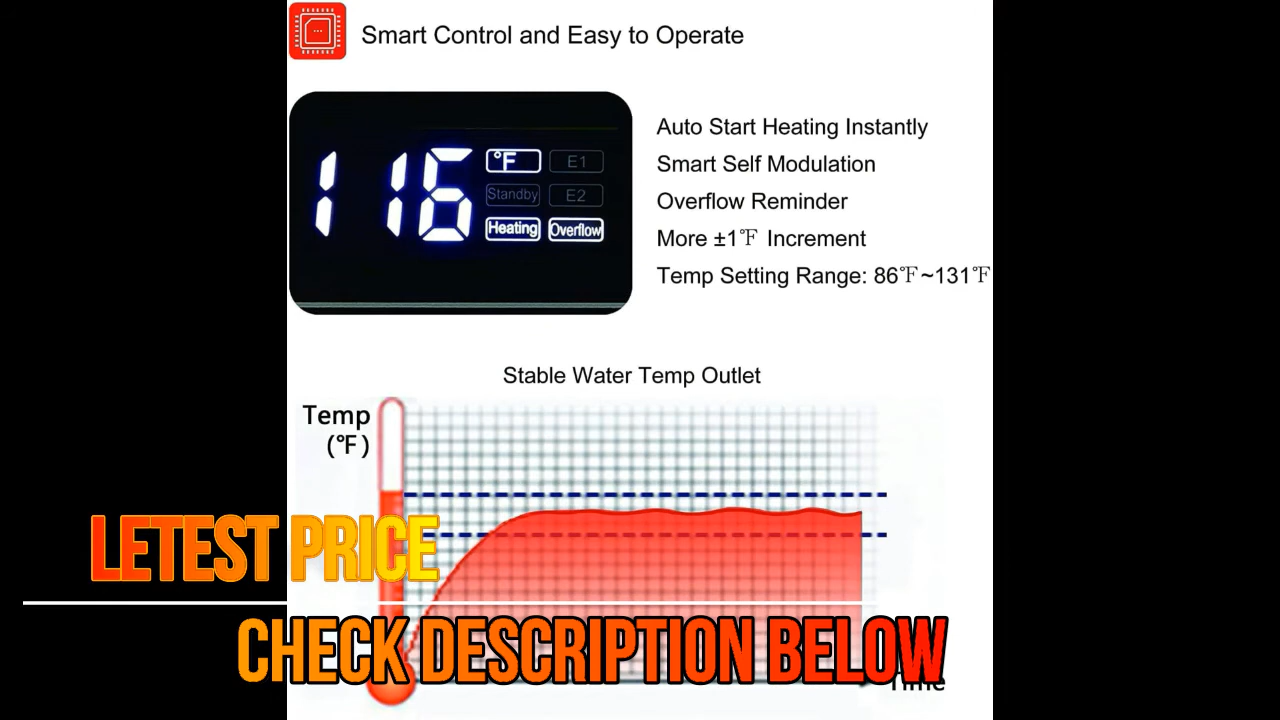 Smart Control and Easy to Operate
116
°F E1
Standby E2
Heating Overflow
Auto Start Heating Instantly
Smart Self Modulation
Overflow Reminder
More ±1℉ Increment
Temp Setting Range: 86℉~131℉
Stable Water Temp Outlet
Temp
(°F)
LETEST PRICE
CHECK DESCRIPTION BELOW
Time